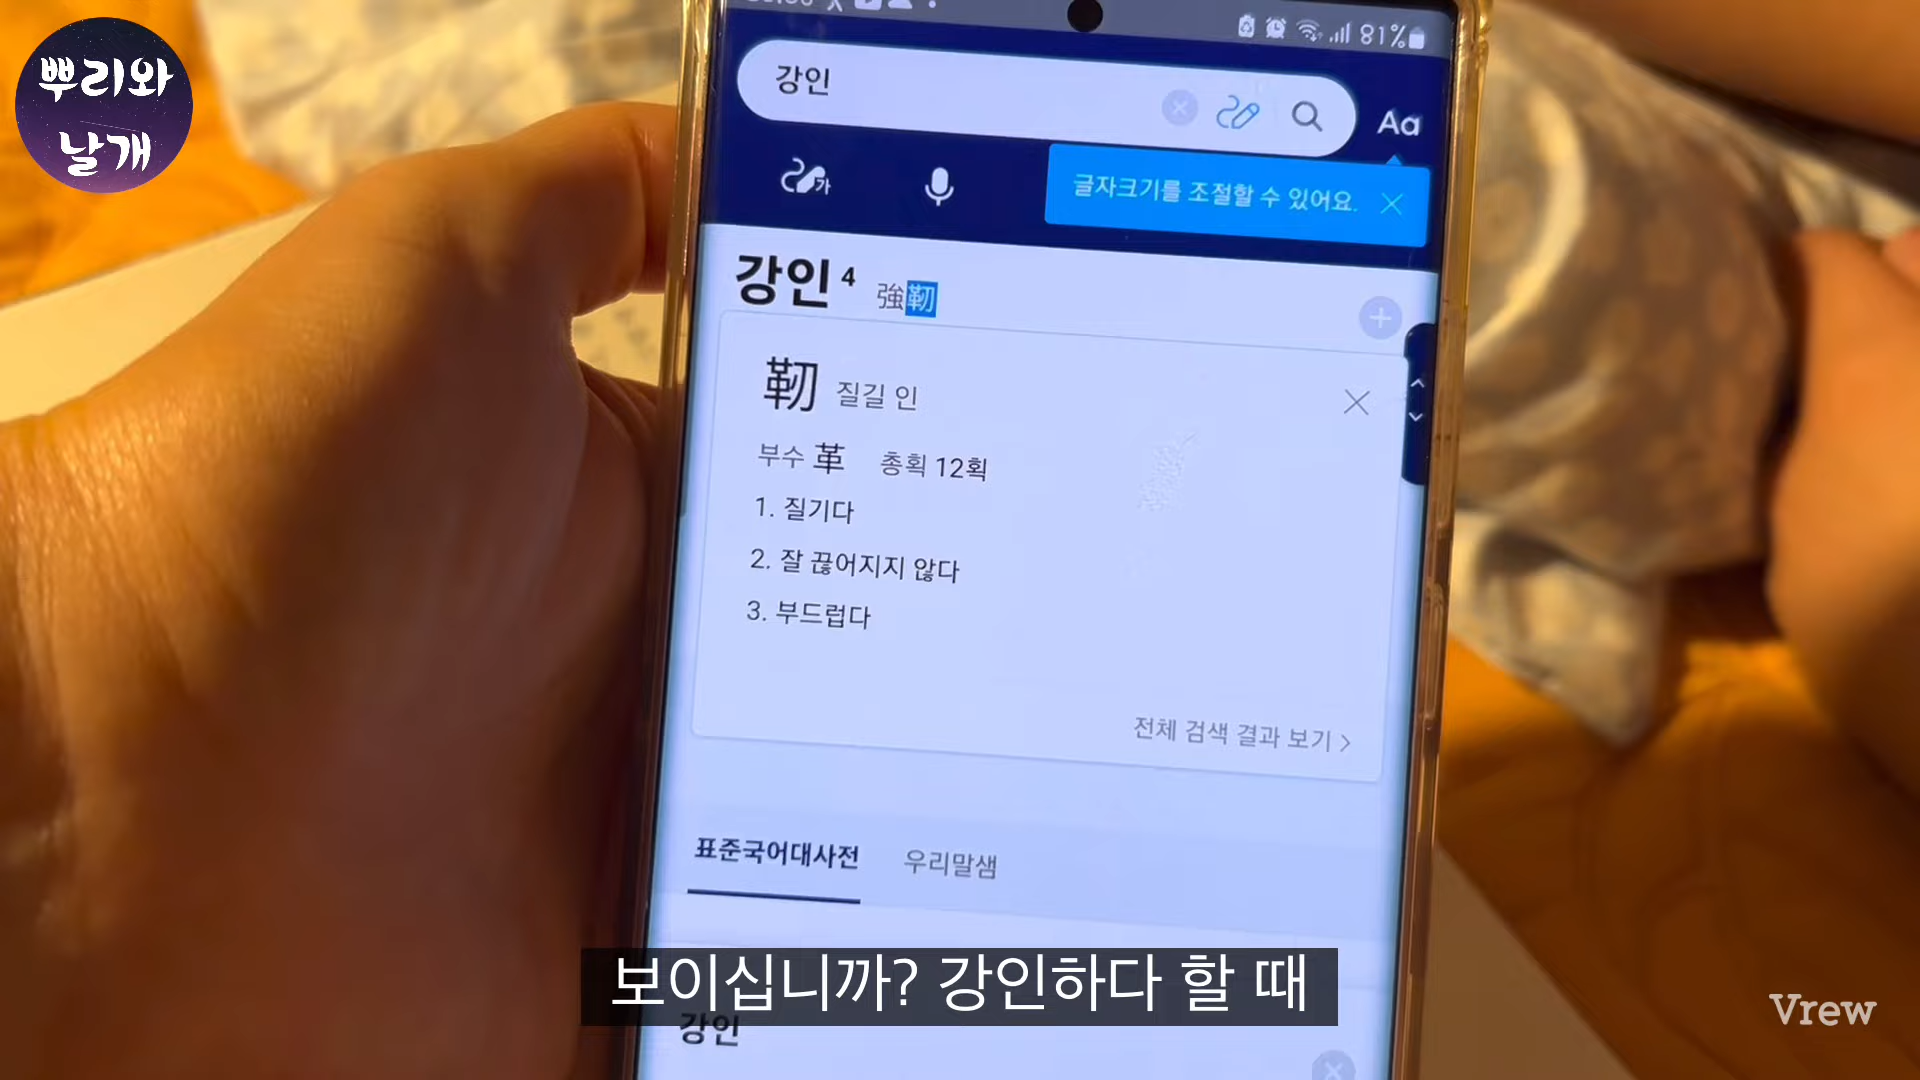 뿌리와
날개
81%
강인
Aa
가
글자크기를 조절할 수 있어요.
강인 4 強靭
靭 질길 인
부수 革 총획 12획
1. 질기다
2. 잘 끊어지지 않다
3. 부드럽다
전체 검색 결과 보기
표준국어대사전 우리말샘
보이십니까? 강인하다 할 때
강인
Vrew